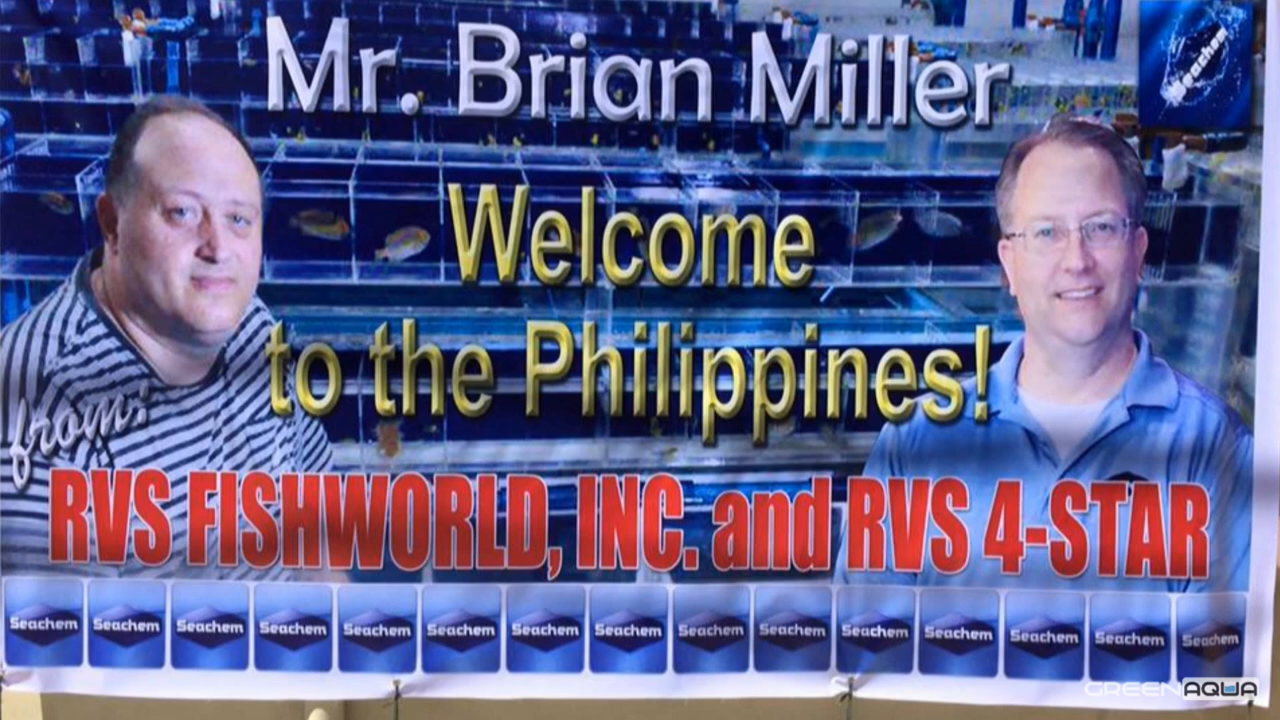 Mr. Brian Miller
Seachem
Welcome
to the Philippines!
from:
RVS FISHWORLD, INC. and RVS 4-STAR
Seachem Seachem Seachem Seachem Seachem Seachem Seachem Seachem Seachem Seachem Seachem Seachem Seachem Seachem Seachem
GREENAQUA